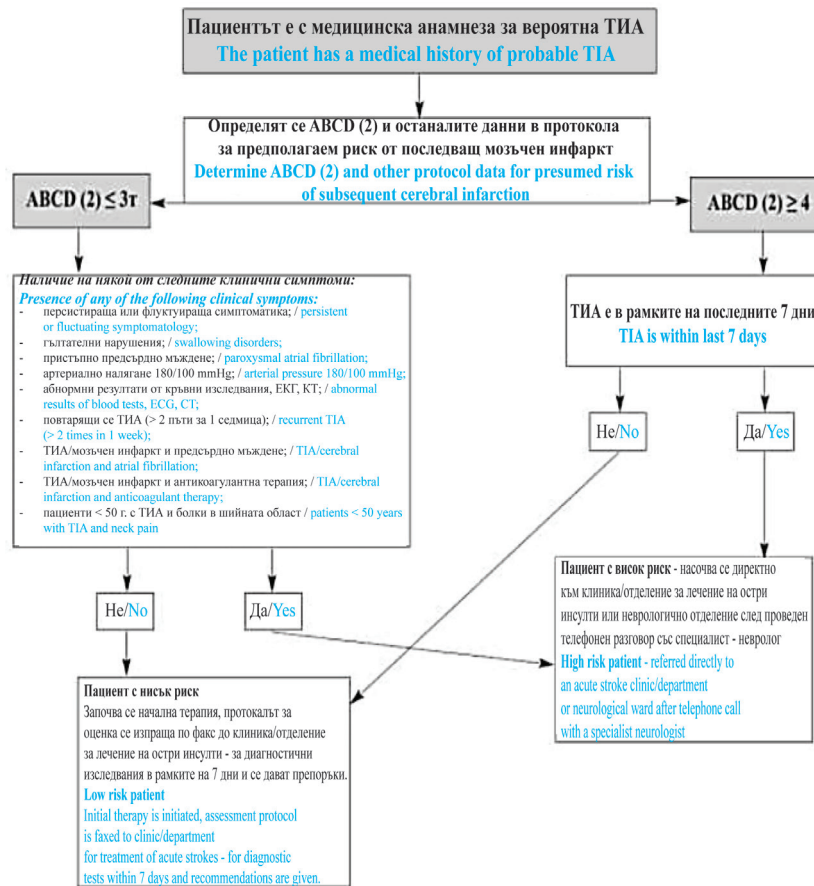 Пациентът е с медицинска анамнеза за вероятна ТИА
The patient has a medical history of probable TIA
Определят се ABCD (2) и останалите данни в протокола
за предполагаем риск от последващ мозъчен инфаркт
Determine ABCD (2) and other protocol data for presumed risk
of subsequent cerebral infarction
ABCD (2) ≤ 3т
ABCD (2) ≥ 4
Наличие на някой от следните клинични симптоми:
Presence of any of the following clinical symptoms:
- персистираща или флуктуираща симптоматика; / persistent
or fluctuating symptomatology;
- гълтателни нарушения; / swallowing disorders;
- пристъпно предсърдно мъждене; / paroxysmal atrial fibrillation;
- артериално налягане 180/100 mmHg; / arterial pressure 180/100 mmHg;
- абнормни резултати от кръвни изследвания, ЕКГ, КТ; / abnormal
results of blood tests, ECG, CT;
- повтарящи се ТИА (> 2 пъти за 1 седмица); / recurrent TIA
(> 2 times in 1 week);
- ТИА/мозъчен инфаркт и предсърдно мъждене; / TIA/cerebral
infarction and atrial fibrillation;
- ТИА/мозъчен инфаркт и антикоагулантна терапия; / TIA/cerebral
infarction and anticoagulant therapy;
- пациенти < 50 г. с ТИА и болки в шийната област / patients < 50 years
with TIA and neck pain
ТИА е в рамките на последните 7 дни
TIA is within last 7 days
Не/No
Да/Yes
Не/No
Да/Yes
Пациент с висок риск - насочва се директно
към клиника/отделение за лечение на остри
инсулти или неврологично отделение след проведен
телефонен разговор със специалист - невролог
High risk patient - referred directly to
an acute stroke clinic/department
or neurological ward after telephone call
with a specialist neurologist
Пациент с нисък риск
Започва се начална терапия, протокалът за
оценка се изпраща по факс до клиника/отделение
за лечение на остри инсулти - за диагностични
изследвания в рамките на 7 дни и се дават препоръки.
Low risk patient
Initial therapy is initiated, assessment protocol
is faxed to clinic/department
for treatment of acute strokes - for diagnostic
tests within 7 days and recommendations are given.